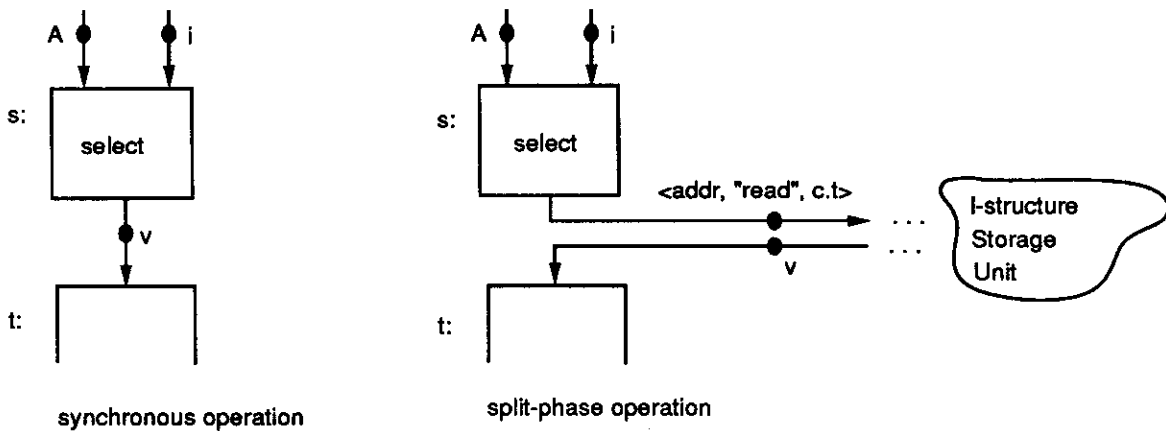 A
i
s:
select
v
t:
synchronous operation
A
i
s:
select
<addr, "read", c.t>
. . .
v
. . .
I-structure
Storage
Unit
t:
split-phase operation